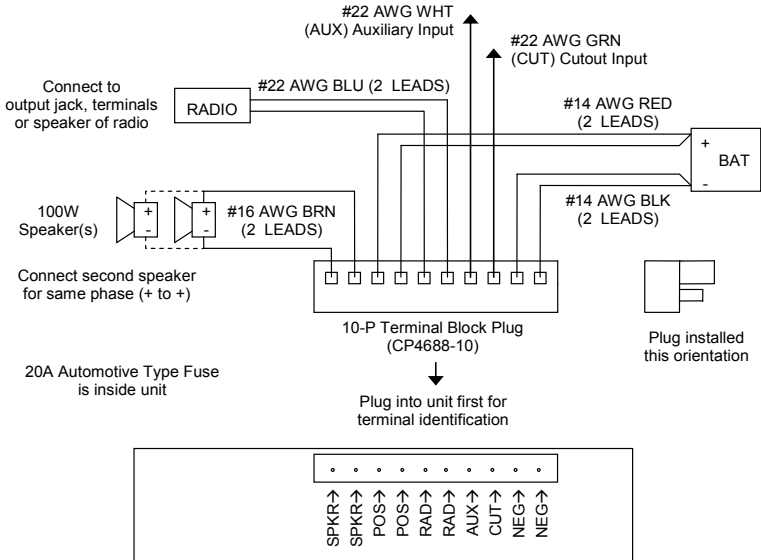 #22 AWG WHT
(AUX) Auxiliary Input
#22 AWG GRN
(CUT) Cutout Input
Connect to
output jack, terminals
or speaker of radio
RADIO
#22 AWG BLU (2 LEADS)
#14 AWG RED
(2 LEADS)
+
BAT
-
100W
Speaker(s)
+
-
+
-
#16 AWG BRN
(2 LEADS)
#14 AWG BLK
(2 LEADS)
Connect second speaker
for same phase (+ to +)
10-P Terminal Block Plug
(CP4688-10)
Plug installed
this orientation
20A Automotive Type Fuse
is inside unit
Plug into unit first for
terminal identification
SPKR→
SPKR→
POS→
POS→
RAD→
RAD→
AUX→
CUT→
NEG→
NEG→